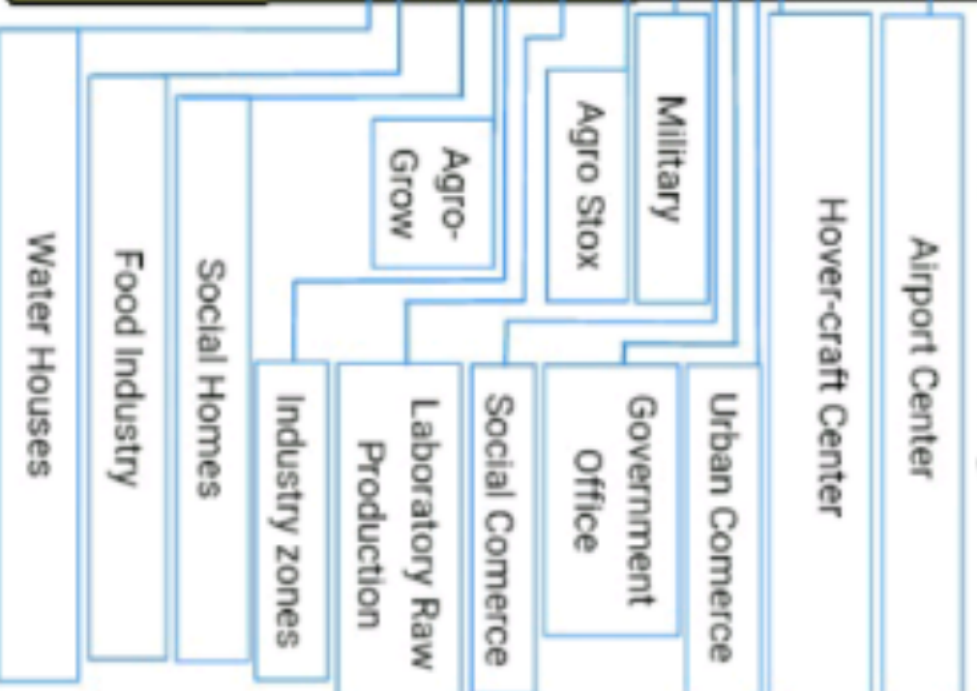 Water Houses
Food Industry
Social Homes
Agro-
Grow
Agro Stox
Military
Hover-craft Center
Airport Center
Industry zones
Laboratory Raw
Production
Social Comerce
Government
Office
Urban Comerce